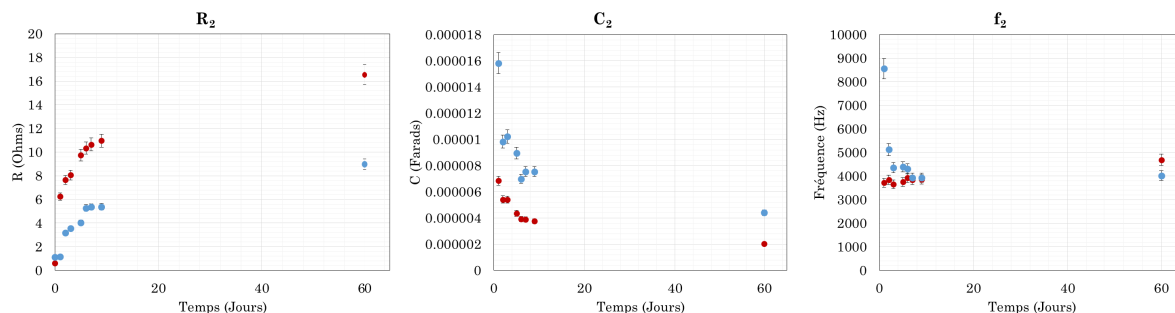 R₂
R (Ohms)
20
18
16
14
12
10
8
6
4
2
0
0 20 40 60
Temps (Jours)
C₂
C (Farads)
0.000018
0.000016
0.000014
0.000012
0.00001
0.000008
0.000006
0.000004
0.000002
0
0 20 40 60
Temps (Jours)
f₂
Fréquence (Hz)
10000
9000
8000
7000
6000
5000
4000
3000
2000
1000
0
0 20 40 60
Temps (Jours)